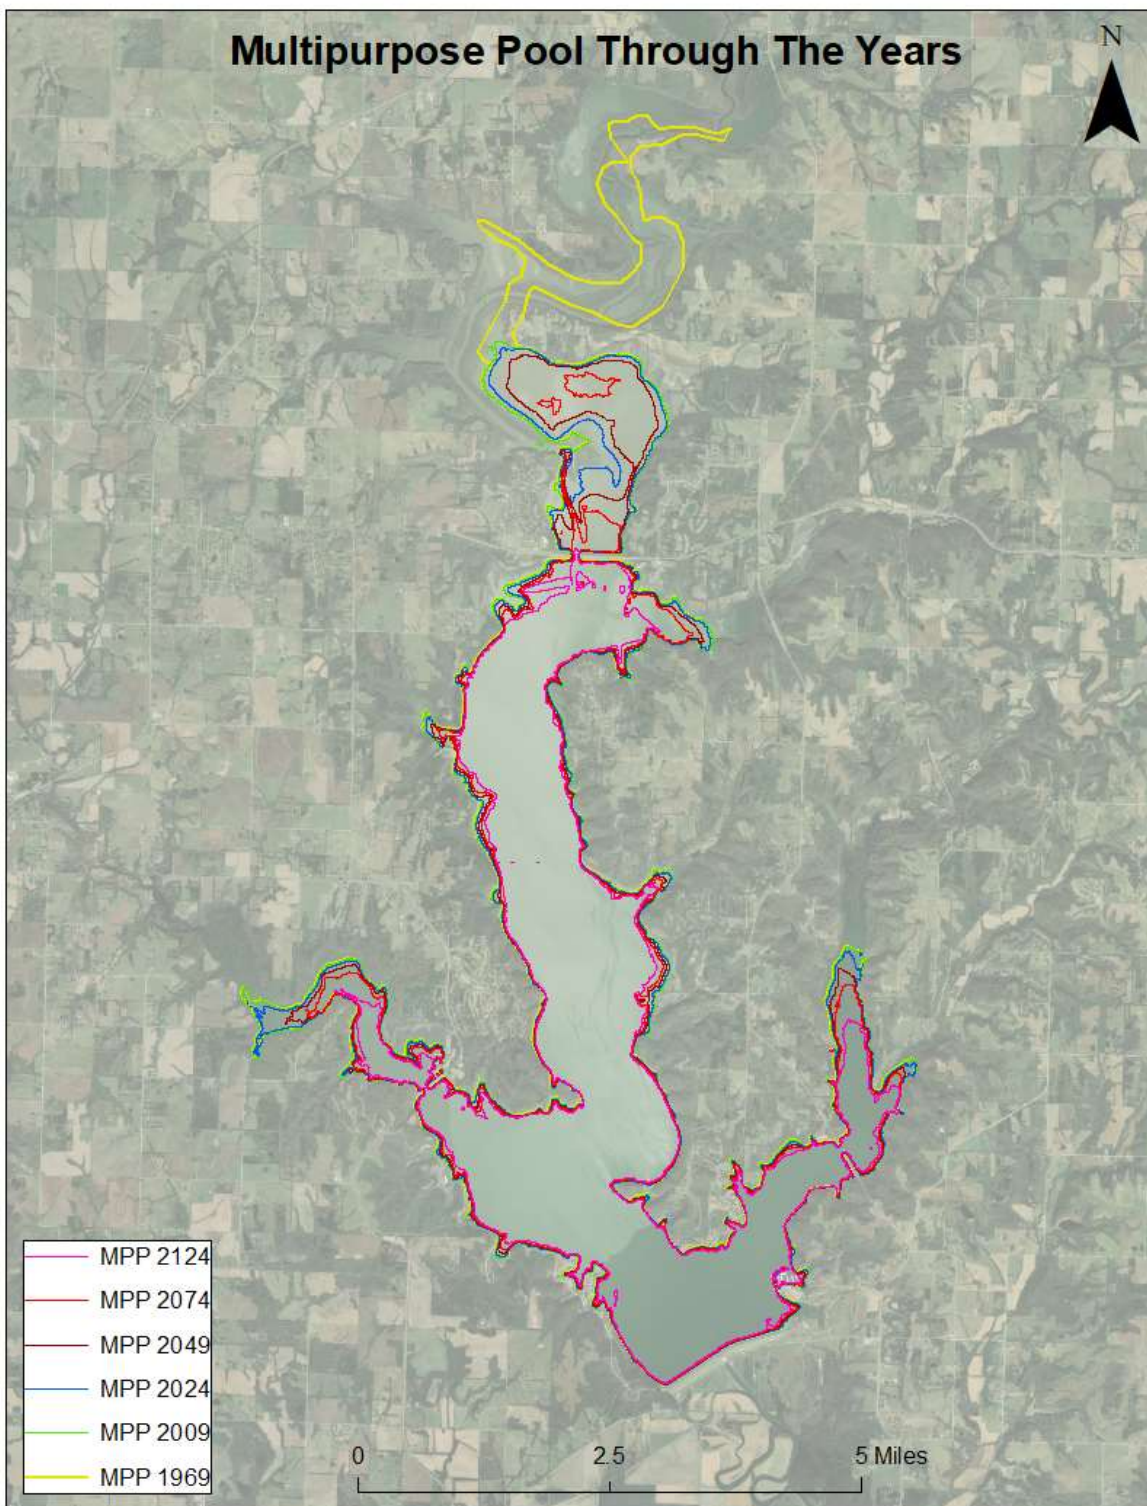 Multipurpose Pool Through The Years
N
MPP 2124
MPP 2074
MPP 2049
MPP 2024
MPP 2009
MPP 1969
0 2.5 5 Miles